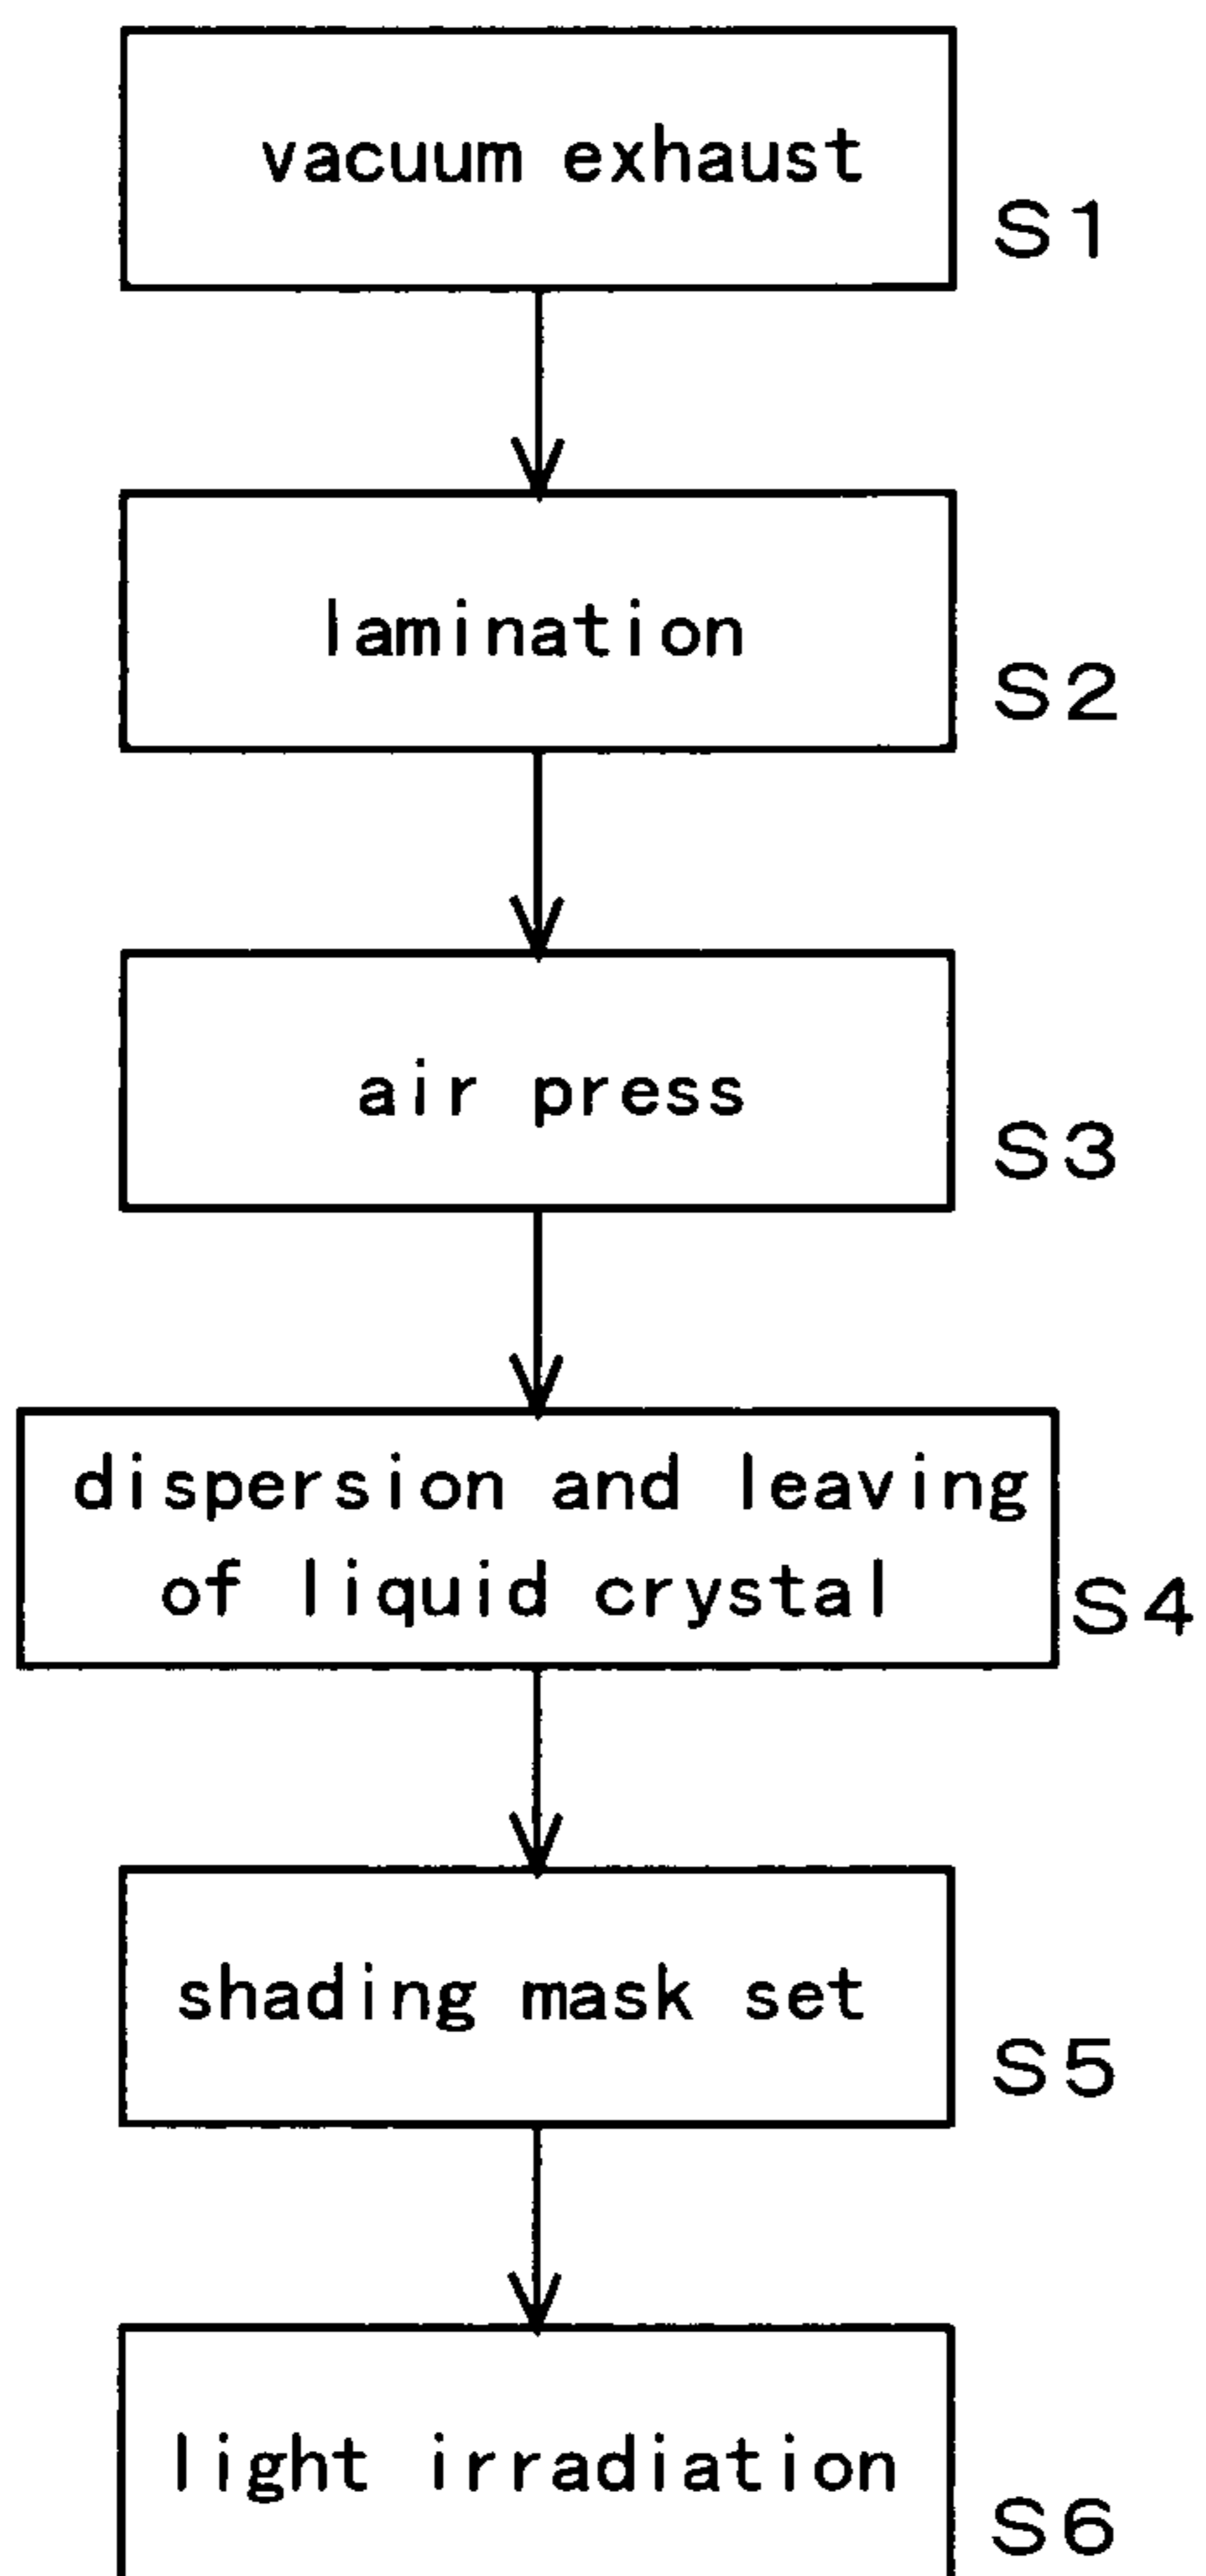 vacuum exhaust
S1
lamination
S2
air press
S3
dispersion and leaving
of liquid crystal
S4
shading mask set
S5
light irradiation
S6